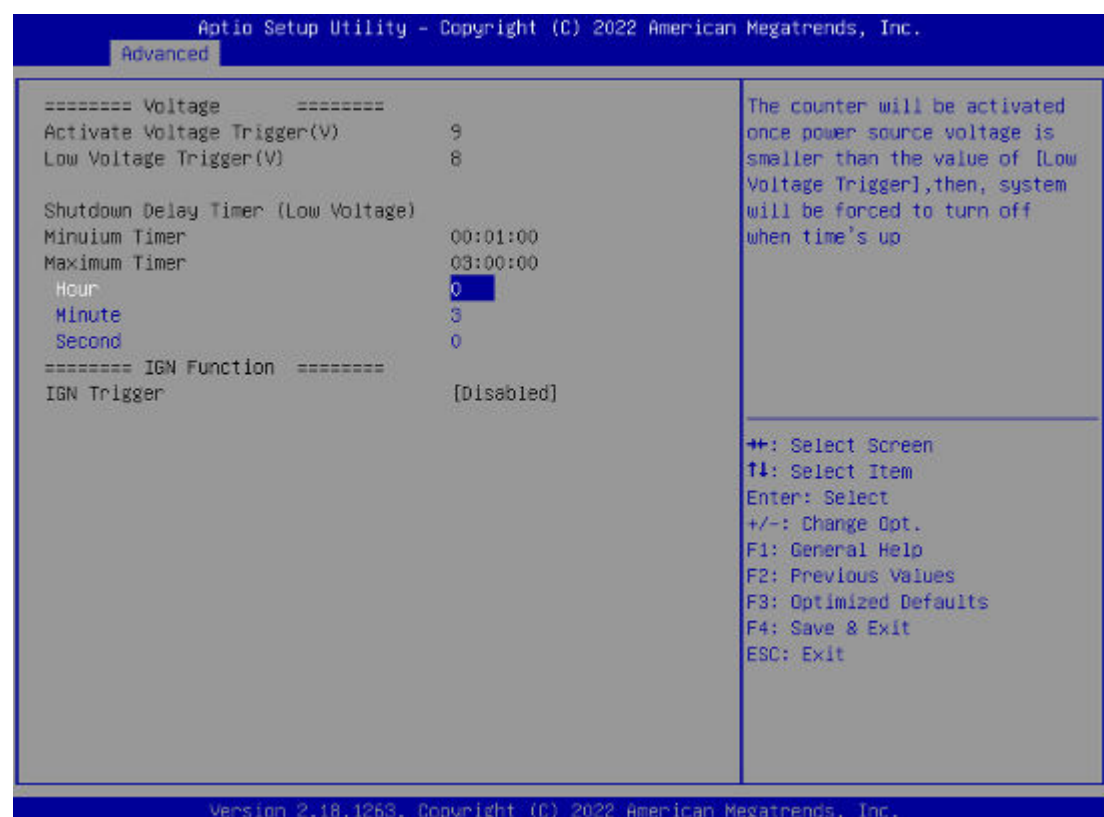 Aptio Setup Utility – Copyright (C) 2022 American Megatrends, Inc.
Advanced
======== Voltage ========
Activate Voltage Trigger(V) 9
Low Voltage Trigger(V) 8
Shutdown Delay Timer (Low Voltage)
Minuium Timer 00:01:00
Maximum Timer 03:00:00
Hour 0
Minute 3
Second 0
======== IGN Function ========
IGN Trigger [Disabled]
The counter will be activated
once power source voltage is
smaller than the value of [Low
Voltage Trigger],then, system
will be forced to turn off
when time's up
→←: Select Screen
↑↓: Select Item
Enter: Select
+/-: Change Opt.
F1: General Help
F2: Previous Values
F3: Optimized Defaults
F4: Save & Exit
ESC: Exit
Version 2.18.1263. Copyright (C) 2022 American Megatrends, Inc.